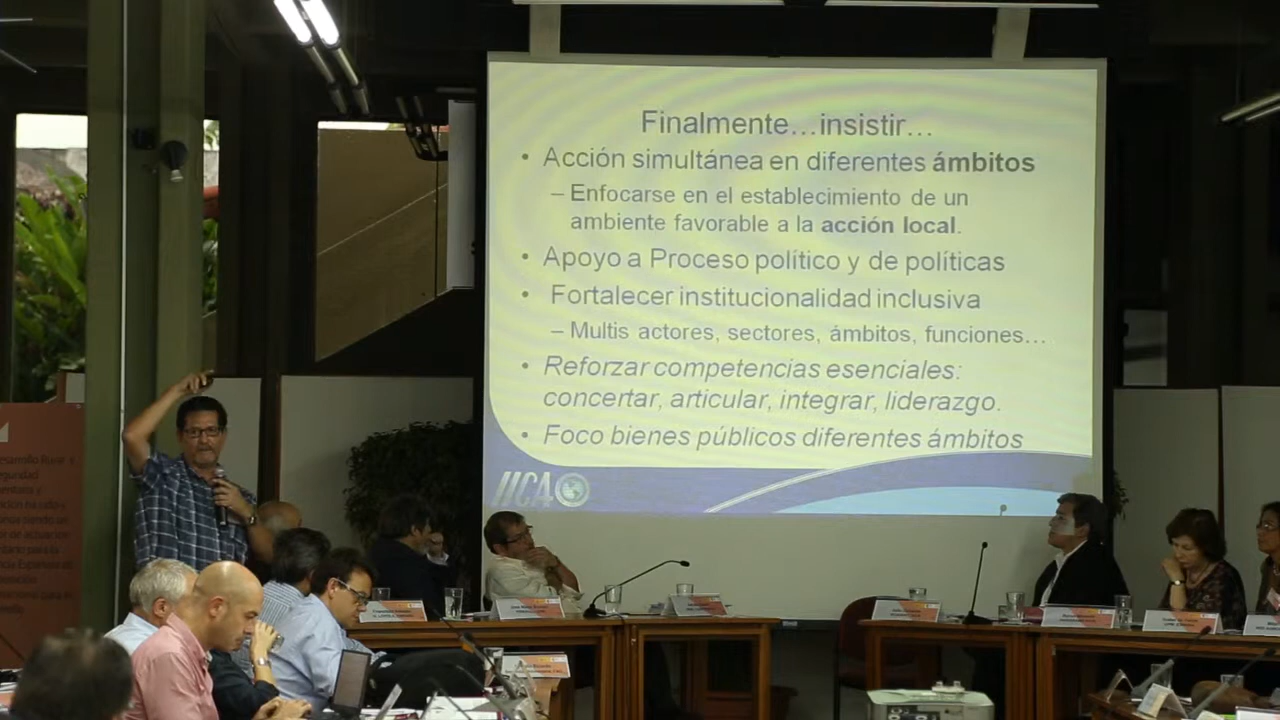 Finalmente…insistir…
• Acción simultánea en diferentes ámbitos
– Enfocarse en el establecimiento de un
ambiente favorable a la acción local.
• Apoyo a Proceso político y de políticas
• Fortalecer institucionalidad inclusiva
– Multis actores, sectores, ámbitos, funciones…
• Reforzar competencias esenciales:
concertar, articular, integrar, liderazgo.
• Foco bienes públicos diferentes ámbitos
IICA